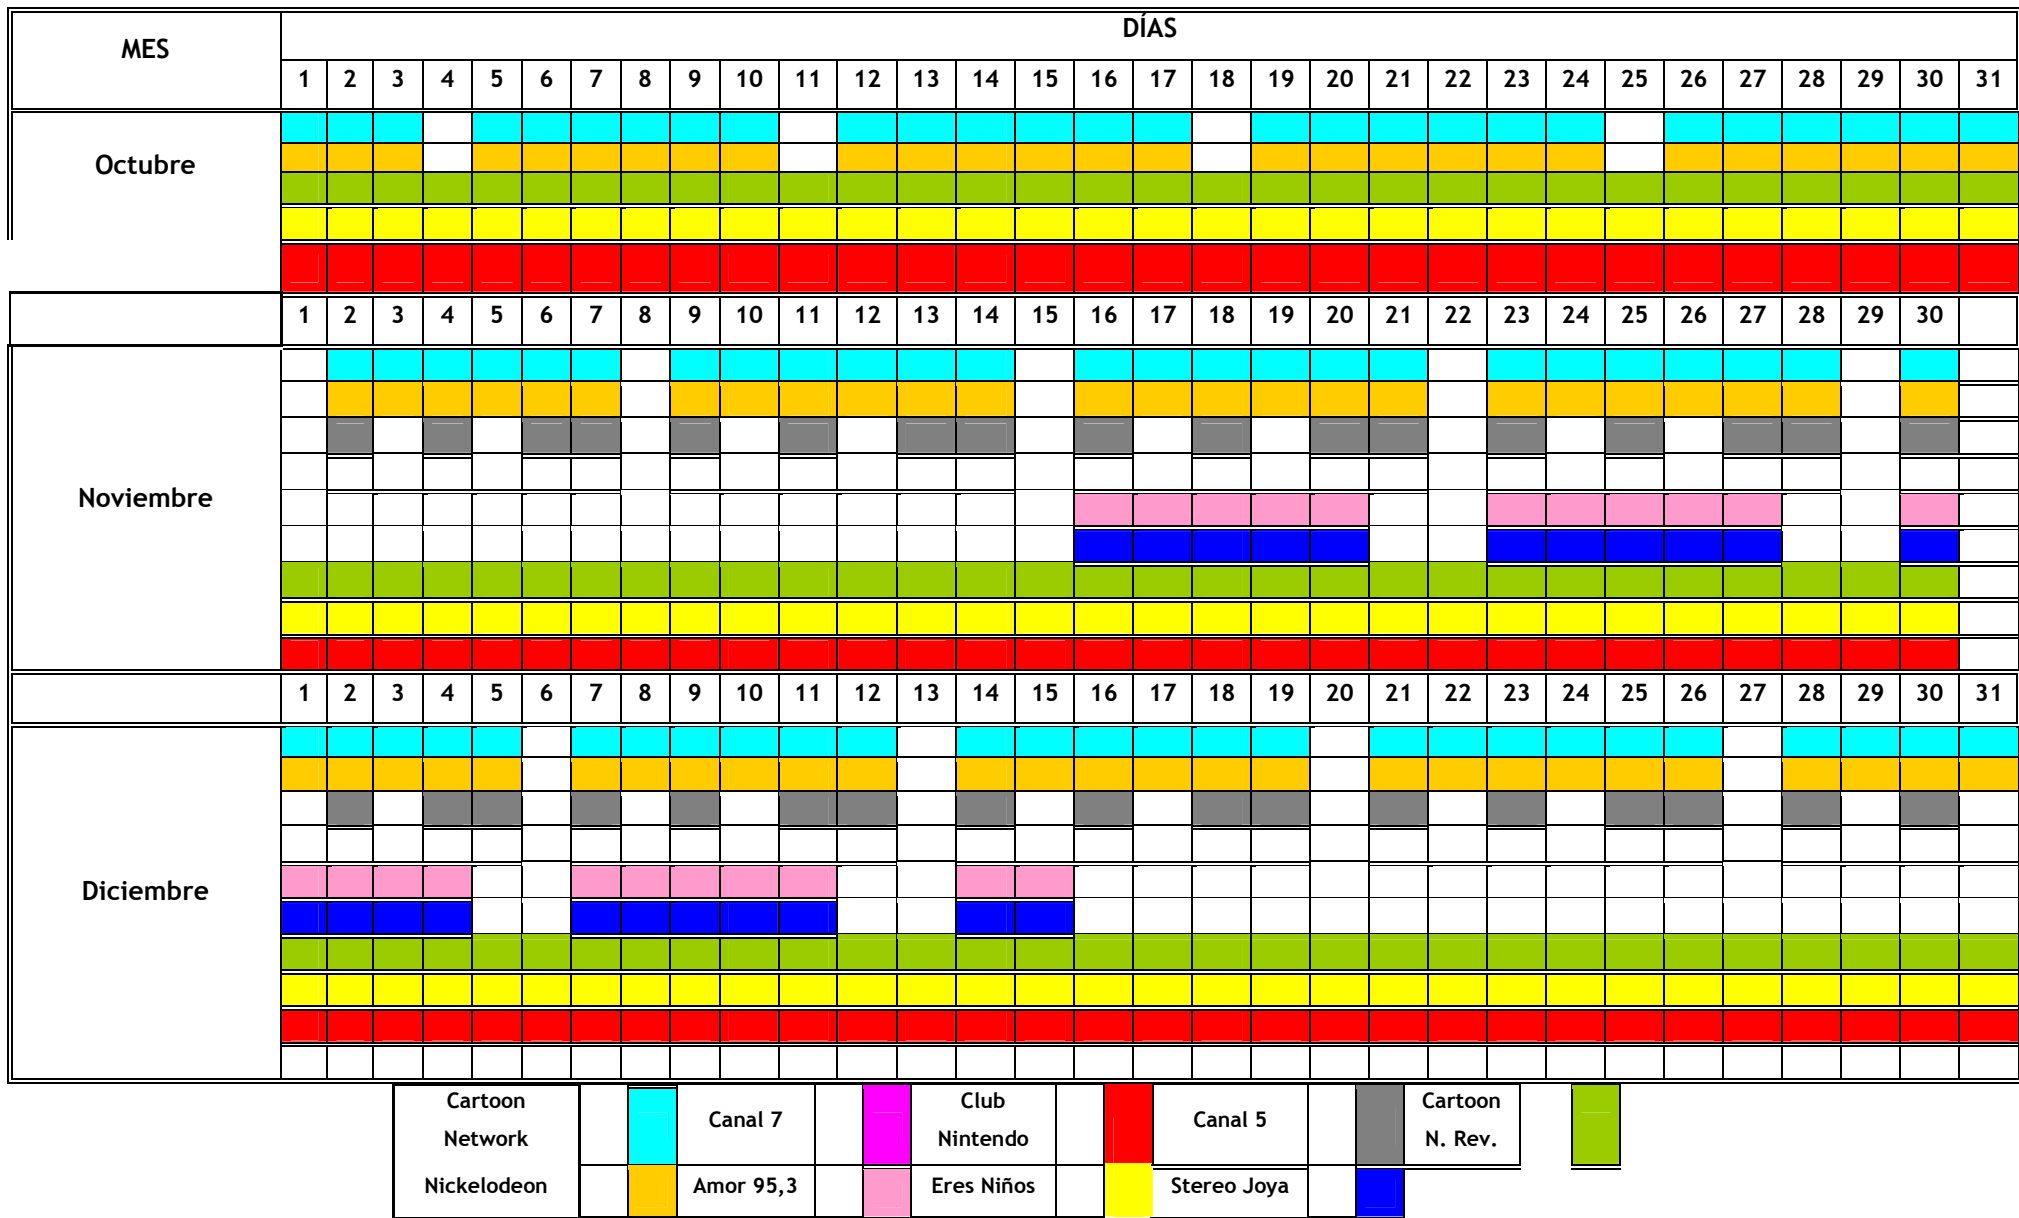 MES
DÍAS
1 2 3 4 5 6 7 8 9 10 11 12 13 14 15 16 17 18 19 20 21 22 23 24 25 26 27 28 29 30 31
Octubre
1 2 3 4 5 6 7 8 9 10 11 12 13 14 15 16 17 18 19 20 21 22 23 24 25 26 27 28 29 30
Noviembre
1 2 3 4 5 6 7 8 9 10 11 12 13 14 15 16 17 18 19 20 21 22 23 24 25 26 27 28 29 30 31
Diciembre
Cartoon
Network
Canal 7
Club
Nintendo
Canal 5
Cartoon
N. Rev.
Nickelodeon
Amor 95,3
Eres Niños
Stereo Joya